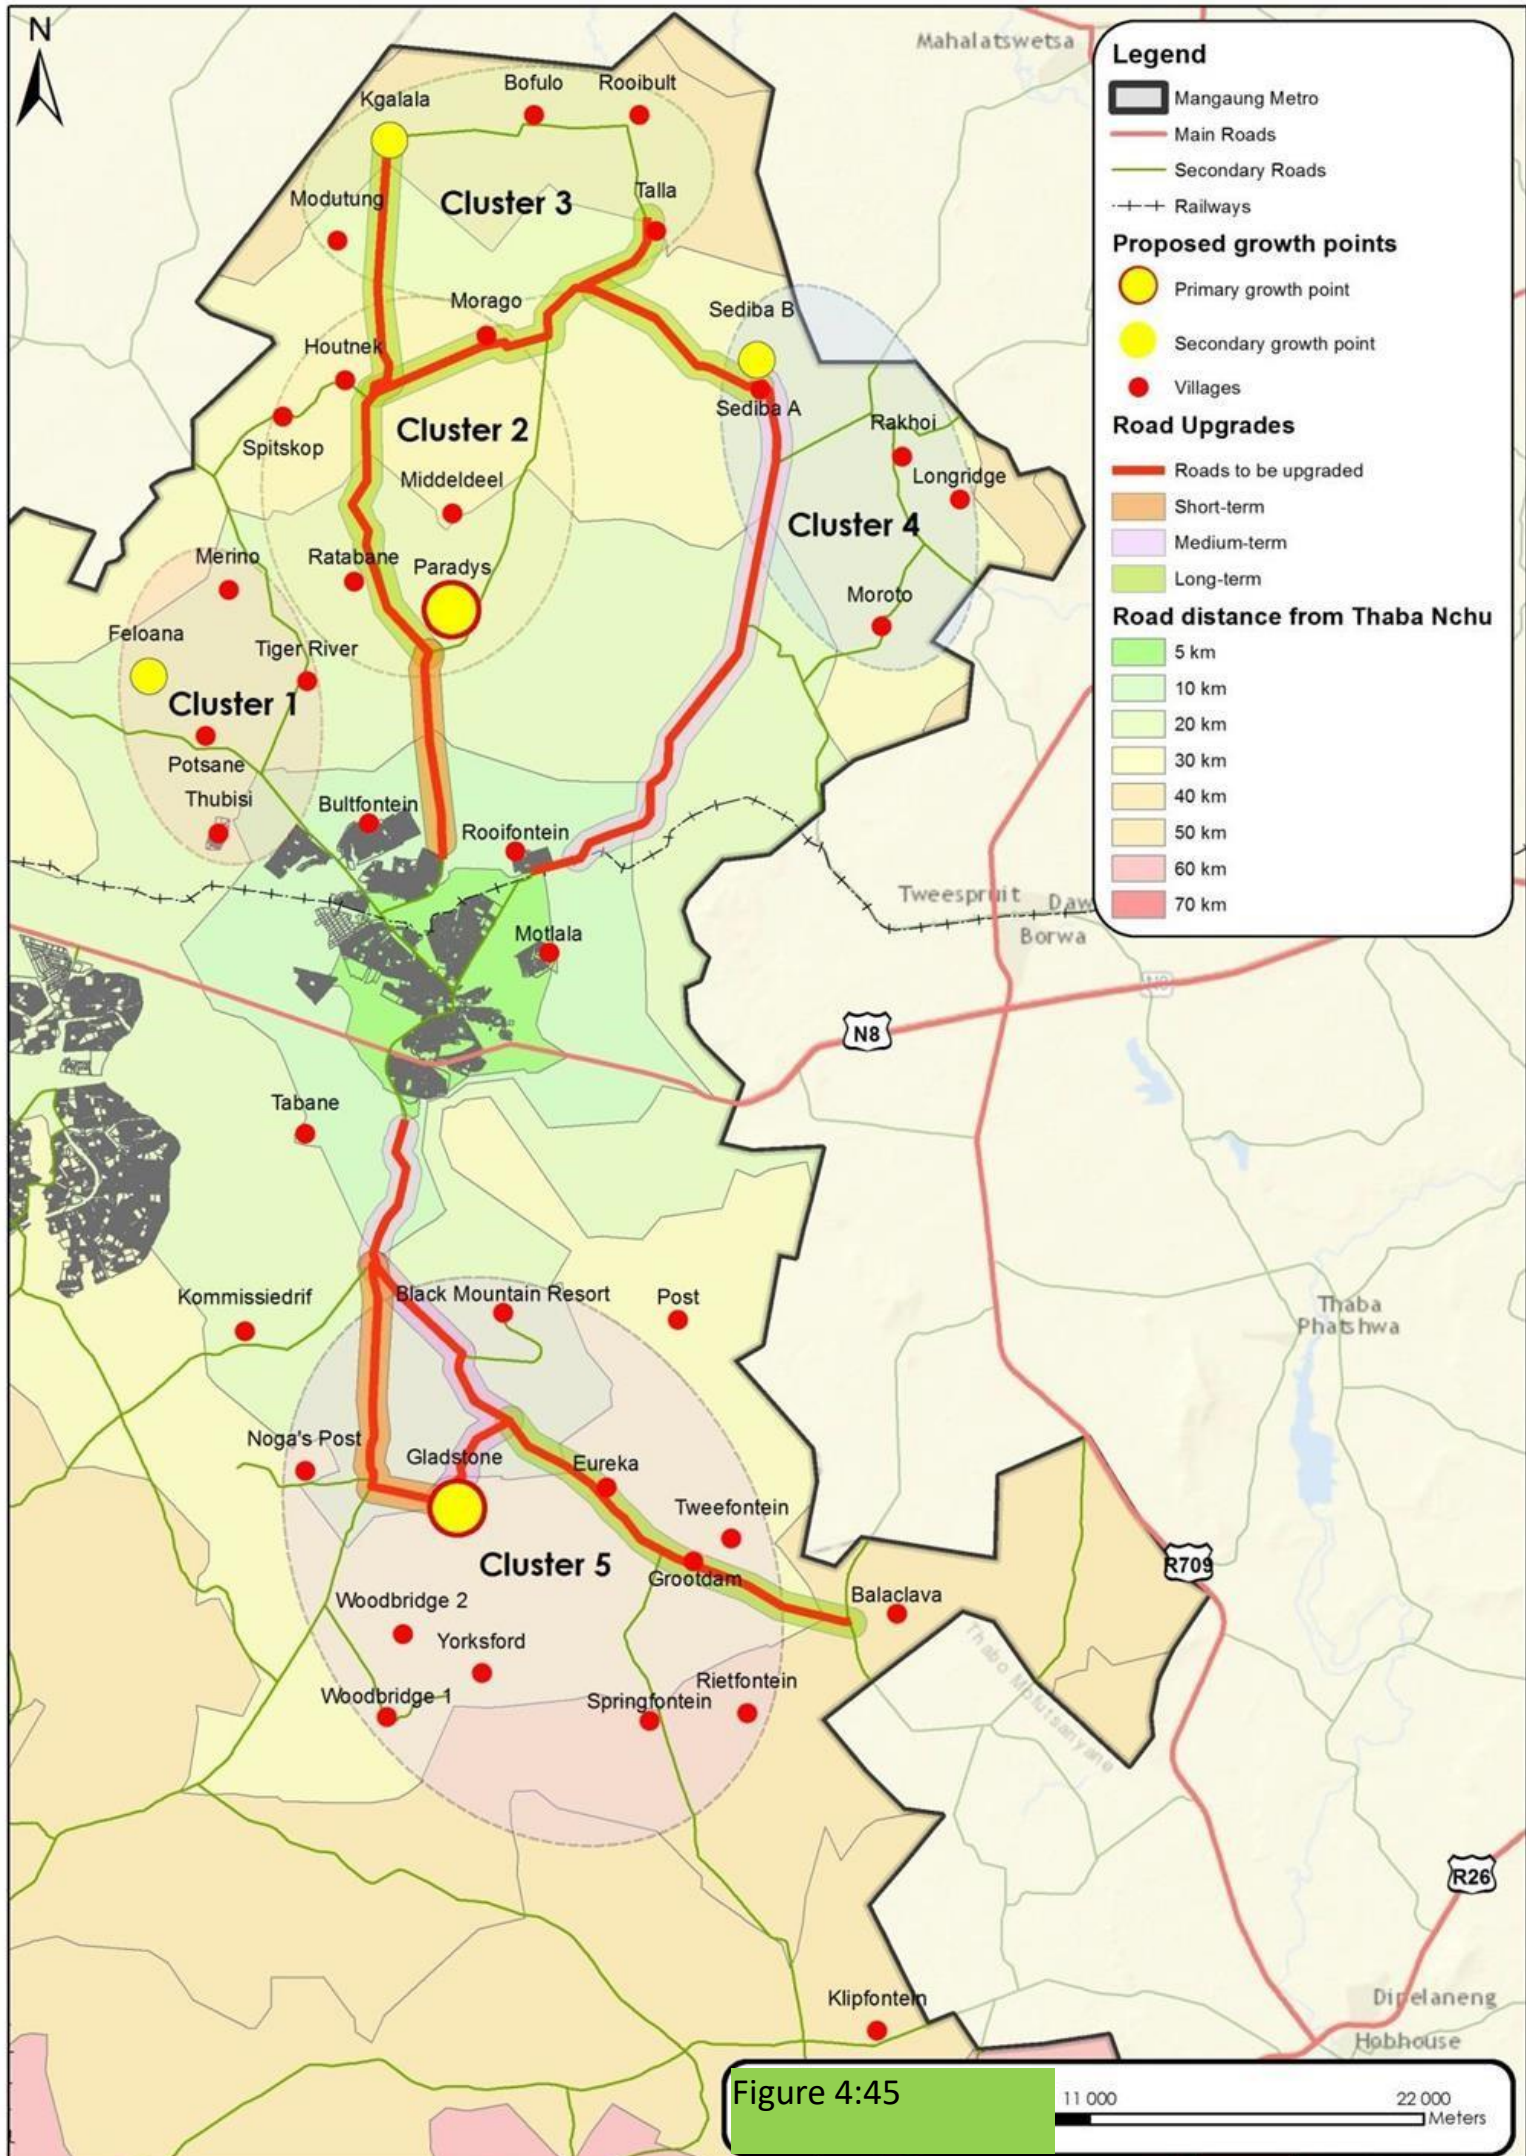 N
Mahalatswetsa
Legend
Mangaung Metro
Main Roads
Secondary Roads
Railways
Proposed growth points
Primary growth point
Secondary growth point
Villages
Road Upgrades
Roads to be upgraded
Short-term
Medium-term
Long-term
Road distance from Thaba Nchu
5 km
10 km
20 km
30 km
40 km
50 km
60 km
70 km
Bofulo
Rooibult
Kgalala
Modutung
Cluster 3
Talla
Morago
Sediba B
Houtnek
Sediba A
Cluster 2
Rakhoi
Spitskop
Middeldeel
Longridge
Cluster 4
Merino
Ratabane
Paradys
Moroto
Feloana
Tiger River
Cluster 1
Potsane
Thubisi
Bultfontein
Rooifontein
Tweespruit
Daw
Borwa
Motlala
N8
N8
Tabane
Kommissiedrif
Black Mountain Resort
Post
Thaba
Phatshwa
Noga's Post
Gladstone
Eureka
Tweefontein
Cluster 5
Grootdam
R709
Balaclava
Woodbridge 2
Yorksford
Thabo Mofutsanyane
Rietfontein
Woodbridge 1
Springfontein
R26
Klipfontein
Dipelaneng
Hobhouse
Figure 4:45
11 000
22 000
Meters